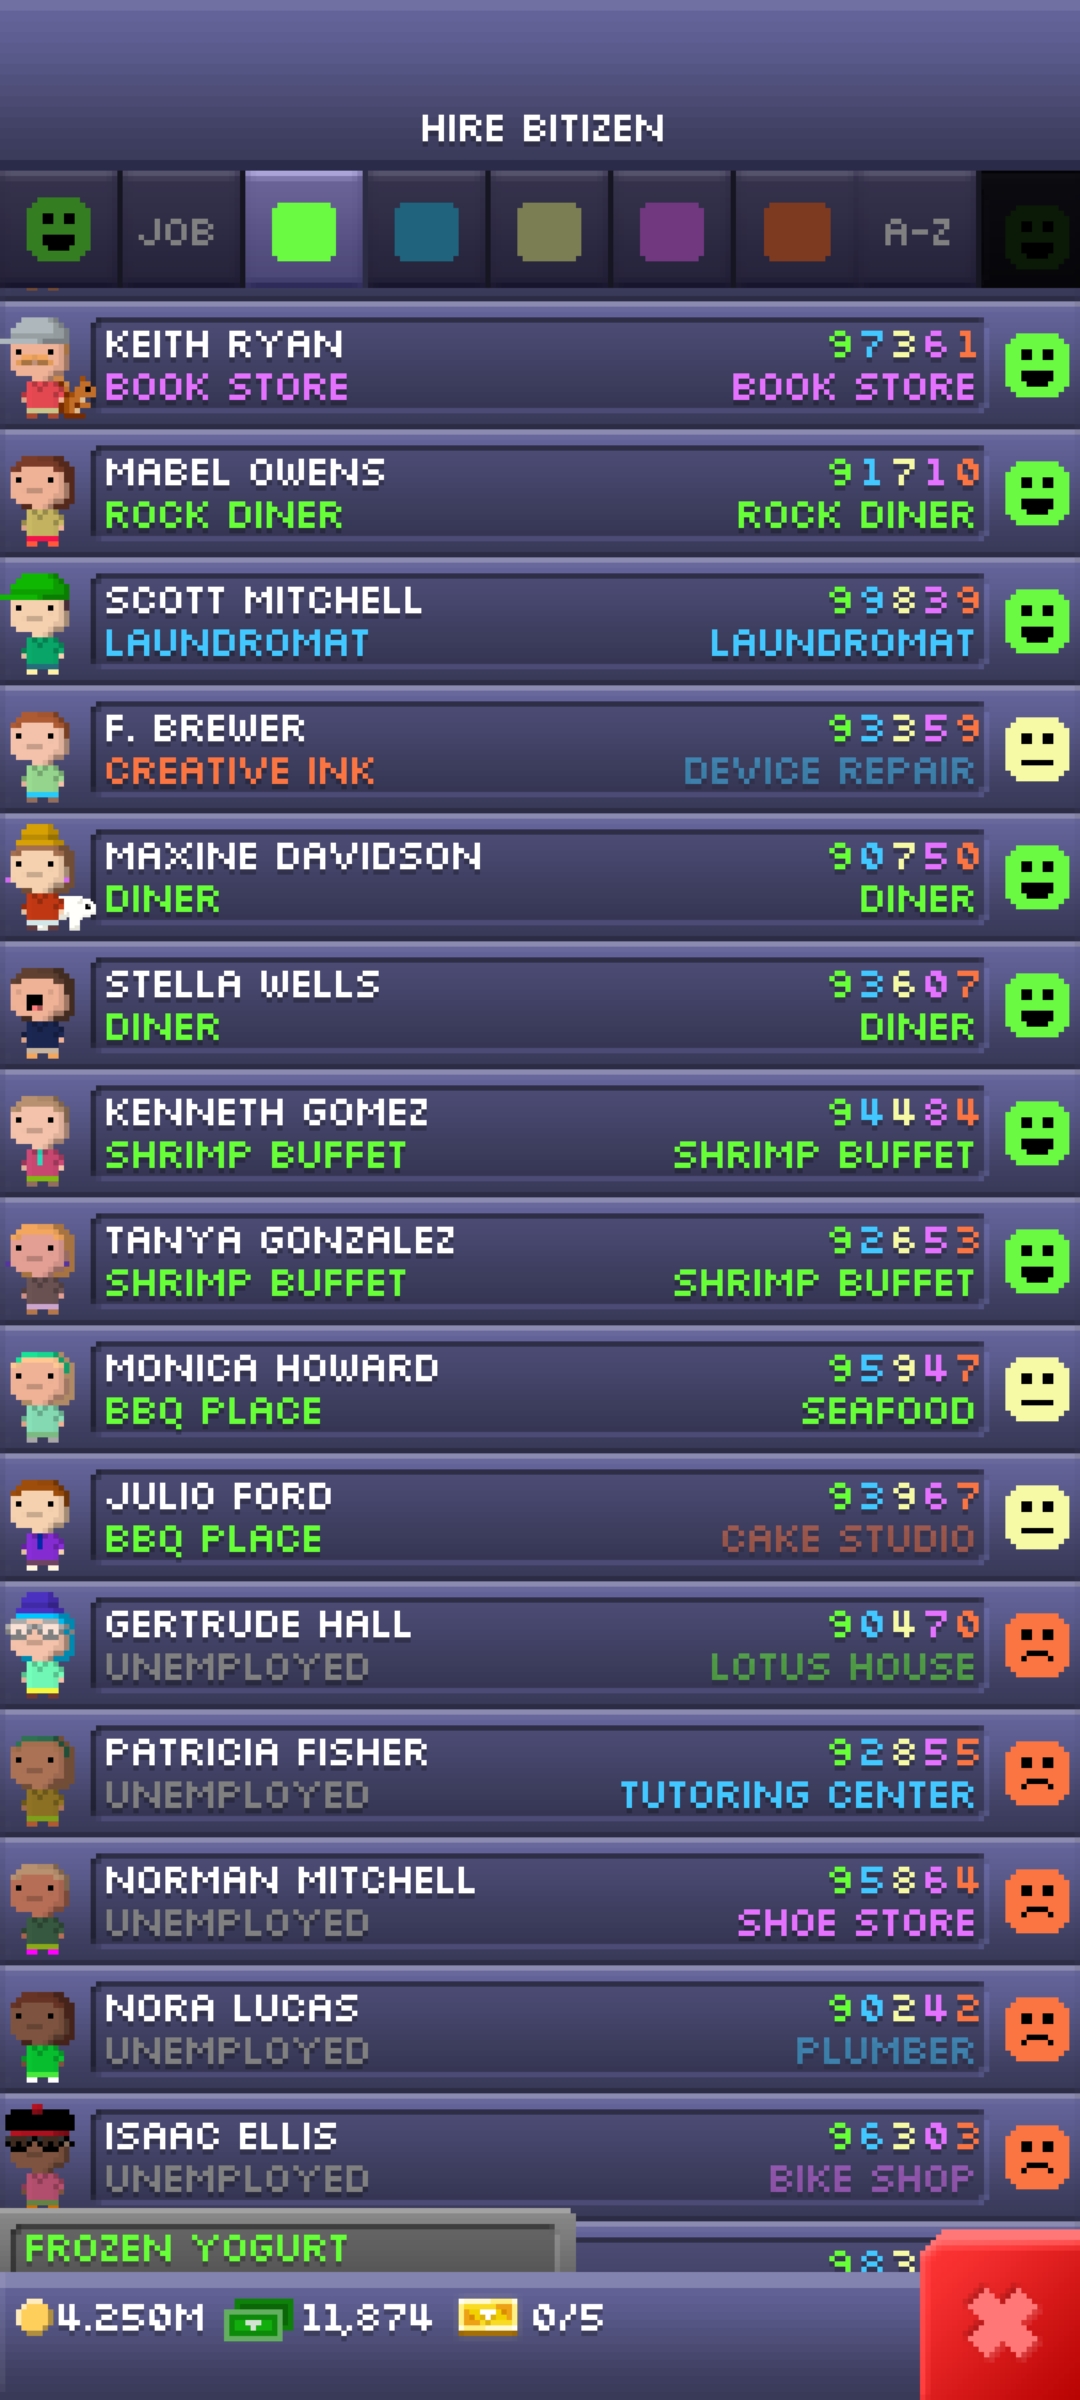 HIRE BITIZEN
JOB A-Z
KEITH RYAN 97361
BOOK STORE BOOK STORE
MABEL OWENS 91710
ROCK DINER ROCK DINER
SCOTT MITCHELL 99839
LAUNDROMAT LAUNDROMAT
F. BREWER 93359
CREATIVE INK DEVICE REPAIR
MAXINE DAVIDSON 90750
DINER DINER
STELLA WELLS 93607
DINER DINER
KENNETH GOMEZ 94484
SHRIMP BUFFET SHRIMP BUFFET
TANYA GONZALEZ 92653
SHRIMP BUFFET SHRIMP BUFFET
MONICA HOWARD 95947
BBQ PLACE SEAFOOD
JULIO FORD 93967
BBQ PLACE CAKE STUDIO
GERTRUDE HALL 90470
UNEMPLOYED LOTUS HOUSE
PATRICIA FISHER 92855
UNEMPLOYED TUTORING CENTER
NORMAN MITCHELL 95864
UNEMPLOYED SHOE STORE
NORA LUCAS 90242
UNEMPLOYED PLUMBER
ISAAC ELLIS 96303
UNEMPLOYED BIKE SHOP
FROZEN YOGURT 983
4.250M 11,874 0/5